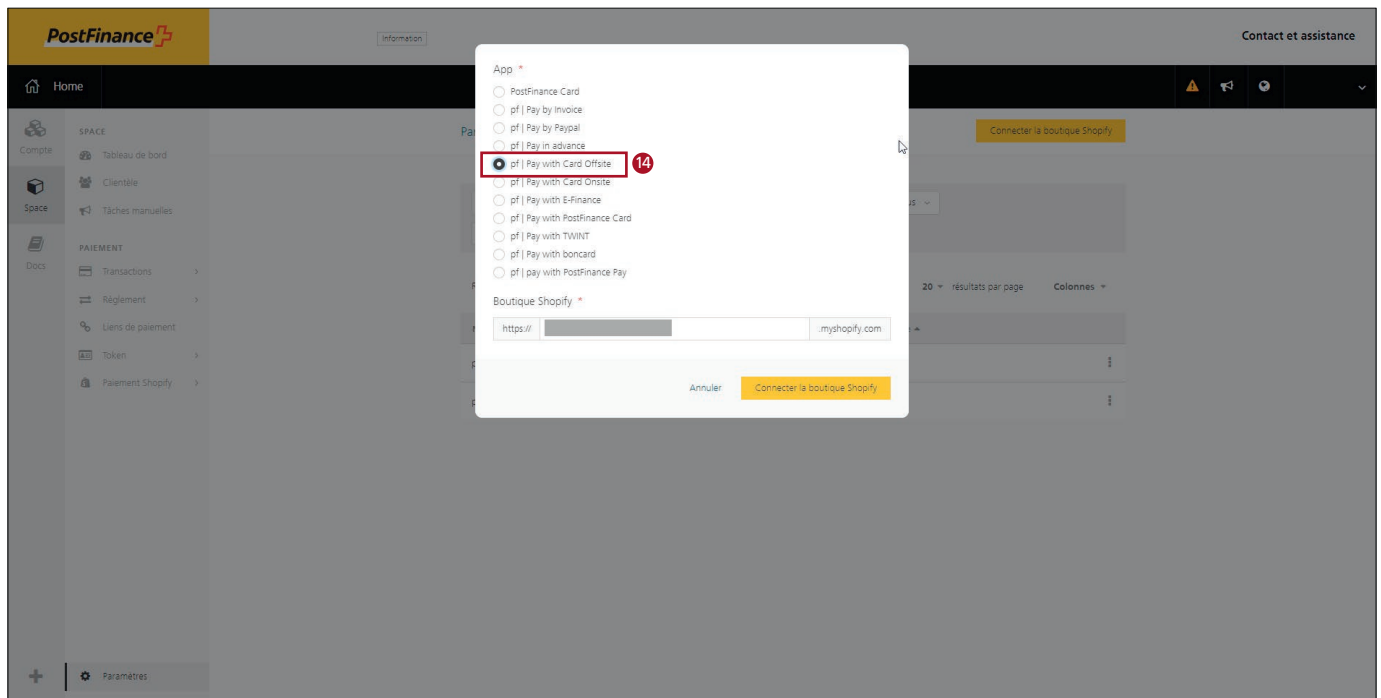 PostFinance
Information
Contact et assistance
Home
App *
PostFinance Card
pf | Pay by Invoice
pf | Pay by Paypal
pf | Pay in advance
pf | Pay with Card Offsite
14
pf | Pay with Card Onsite
pf | Pay with E-Finance
pf | Pay with PostFinance Card
pf | Pay with TWINT
pf | Pay with boncard
pf | pay with PostFinance Pay
Boutique Shopify *
https://
.myshopify.com
Annuler
Connecter la boutique Shopify
Compte
Space
Docs
SPACE
Tableau de bord
Clientèle
Tâches manuelles
PAIEMENT
Transactions
Règlement
Liens de paiement
Token
Paiement Shopify
Paramètres
Connecter la boutique Shopify
20
résultats par page
Colonnes